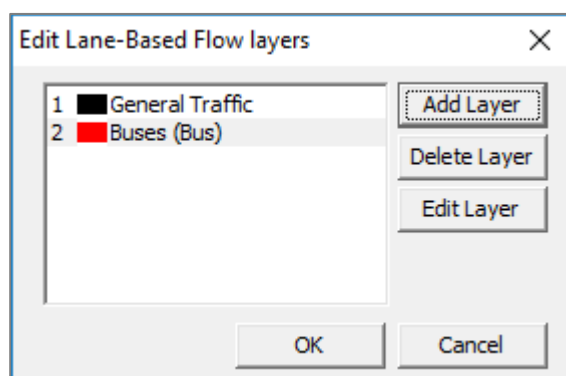 Edit Lane-Based Flow layers
1 General Traffic
2 Buses (Bus)
Add Layer
Delete Layer
Edit Layer
OK
Cancel